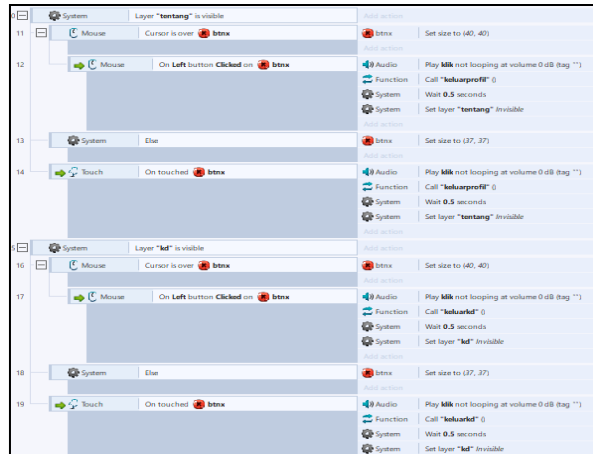 0 System Layer "tentang" is visible Add action
11 Mouse Cursor is over btnx btnx Set size to (40, 40)
Add action
12 Mouse On Left button Clicked on btnx Audio Play klik not looping at volume 0 dB (tag "")
Function Call "keluarprofil" ()
System Wait 0.5 seconds
System Set layer "tentang" Invisible
Add action
13 System Else btnx Set size to (37, 37)
Add action
14 Touch On touched btnx Audio Play klik not looping at volume 0 dB (tag "")
Function Call "keluarprofil" ()
System Wait 0.5 seconds
System Set layer "tentang" Invisible
Add action
5 System Layer "kd" is visible Add action
16 Mouse Cursor is over btnx btnx Set size to (40, 40)
Add action
17 Mouse On Left button Clicked on btnx Audio Play klik not looping at volume 0 dB (tag "")
Function Call "keluarkd" ()
System Wait 0.5 seconds
System Set layer "kd" Invisible
Add action
18 System Else btnx Set size to (37, 37)
Add action
19 Touch On touched btnx Audio Play klik not looping at volume 0 dB (tag "")
Function Call "keluarkd" ()
System Wait 0.5 seconds
System Set layer "kd" Invisible